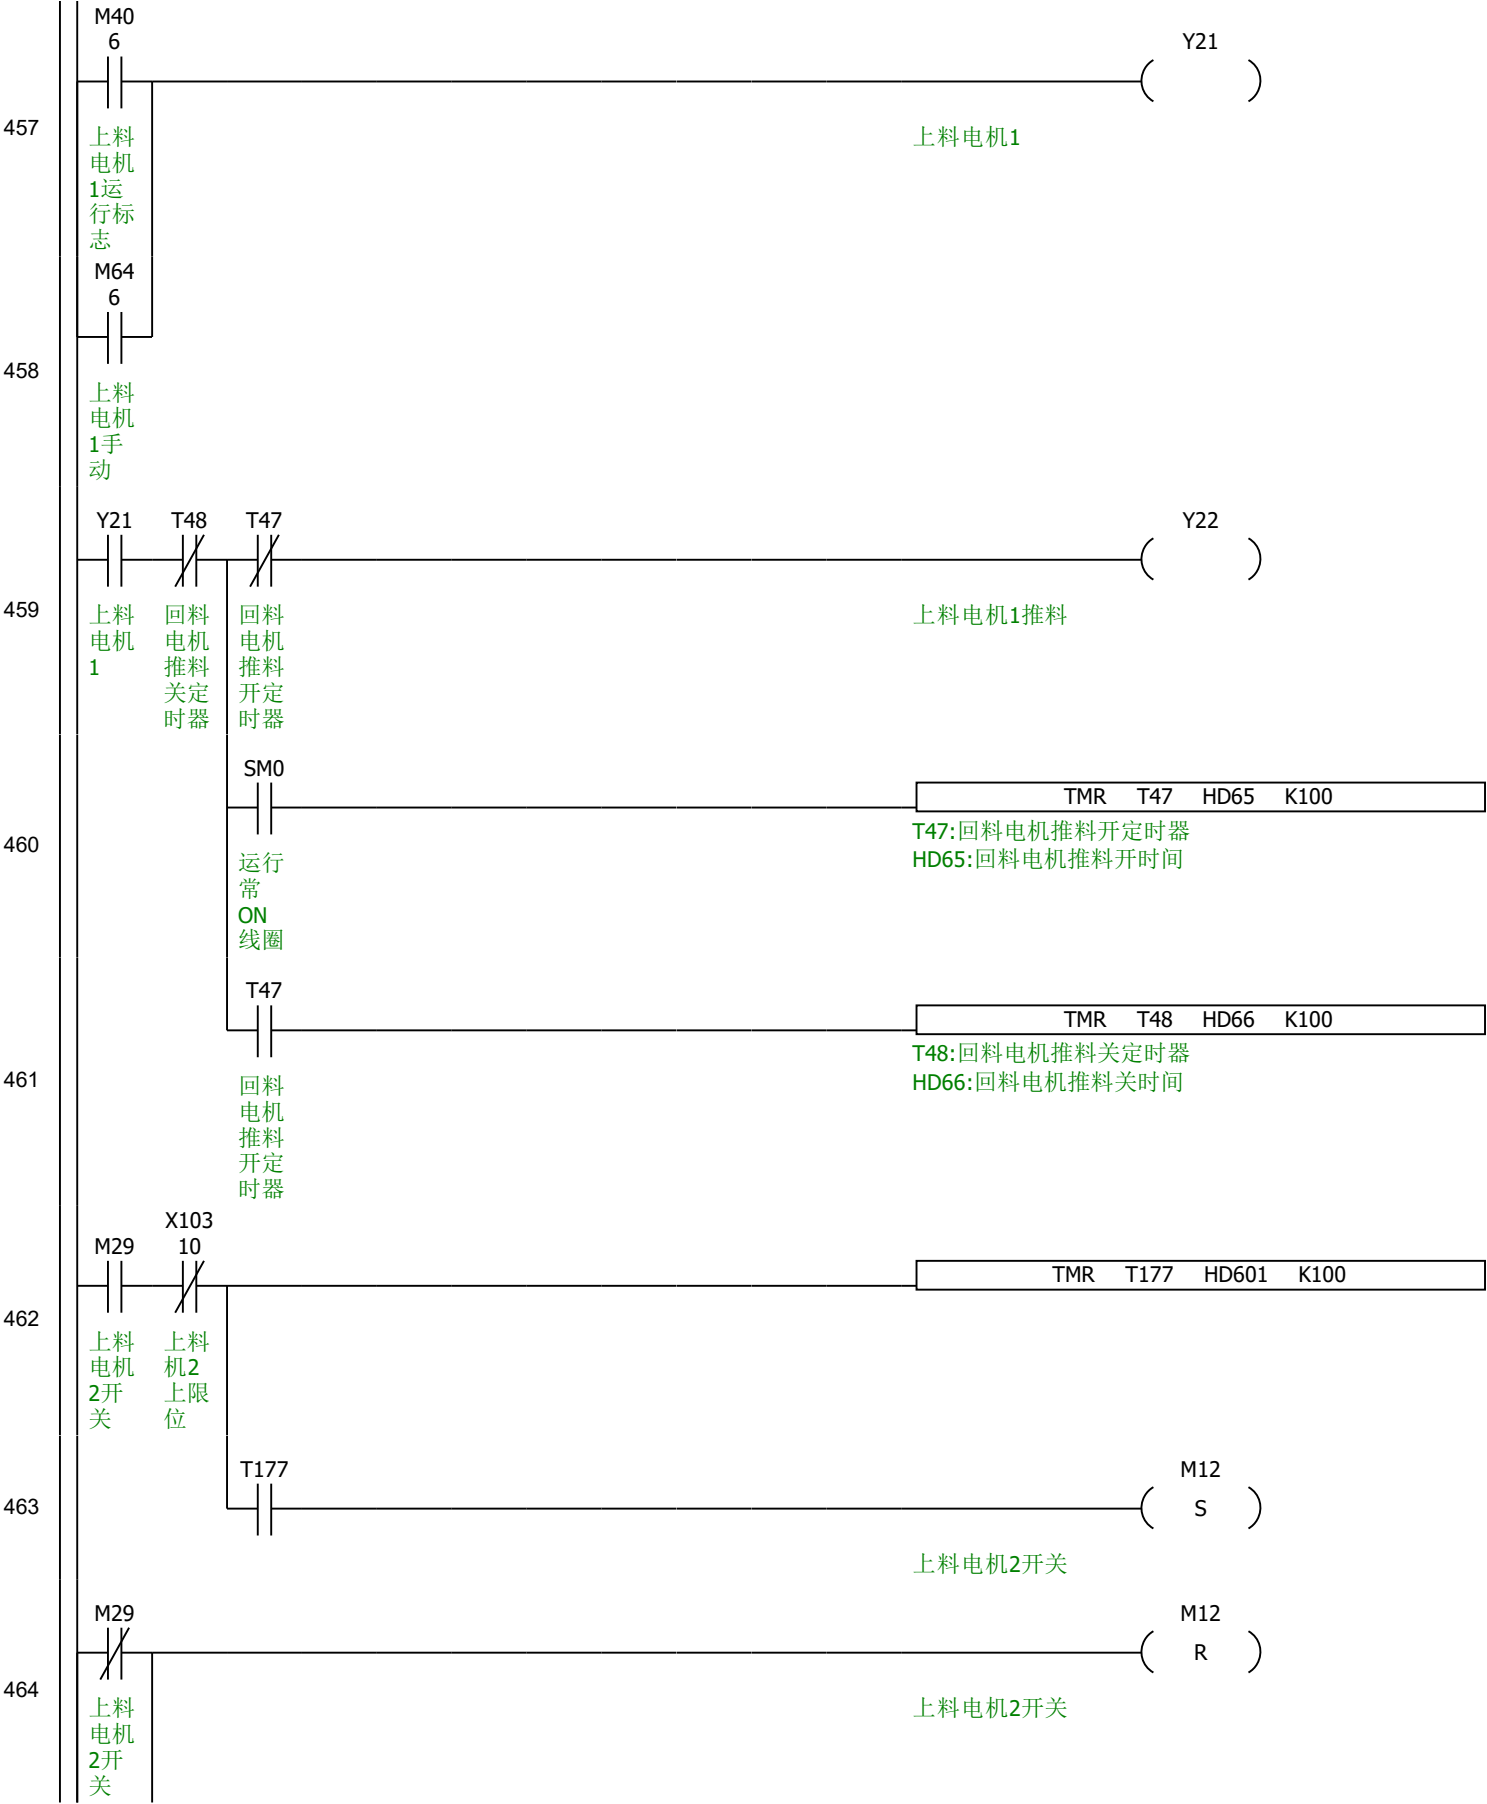 M40
6
Y21
457
上料
电机
1运
行标
志
上料电机1
M64
6
458
上料
电机
1手
动
Y21
T48
T47
Y22
459
上料
电机
1
回料
电机
推料
关定
时器
回料
电机
推料
开定
时器
上料电机1推料
SM0
TMR T47 HD65 K100
460
运行
常
ON
线圈
T47:回料电机推料开定时器
HD65:回料电机推料开时间
T47
TMR T48 HD66 K100
461
回料
电机
推料
开定
时器
T48:回料电机推料关定时器
HD66:回料电机推料关时间
M29
X103
10
TMR T177 HD601 K100
462
上料
电机
2开
关
上料
机2
上限
位
T177
M12
S
463
上料电机2开关
M29
M12
R
464
上料
电机
2开
关
上料电机2开关